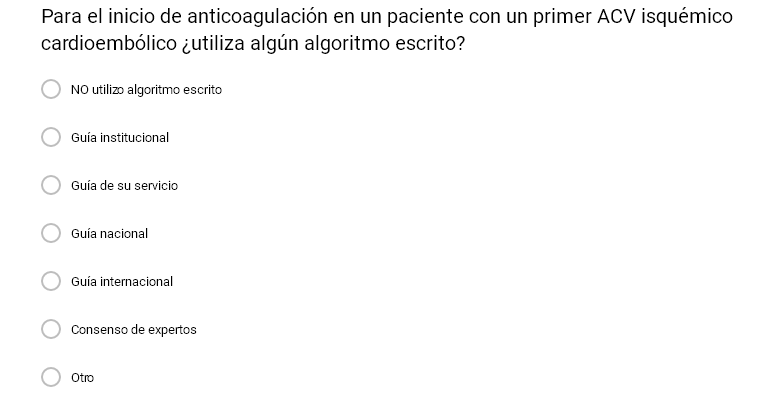 Para el inicio de anticoagulación en un paciente con un primer ACV isquémico
cardioembólico ¿utiliza algún algoritmo escrito?
NO utilizo algoritmo escrito
Guía institucional
Guía de su servicio
Guía nacional
Guía internacional
Consenso de expertos
Otro